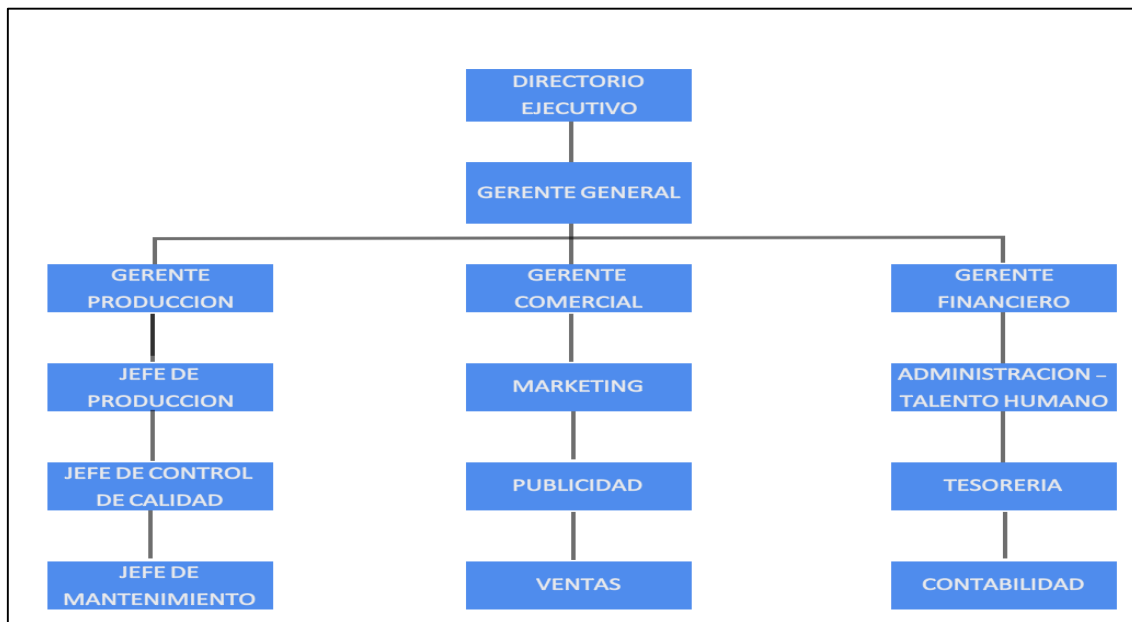 DIRECTORIO
EJECUTIVO
GERENTE GENERAL
GERENTE
PRODUCCION
GERENTE
COMERCIAL
GERENTE
FINANCIERO
JEFE DE
PRODUCCION
MARKETING
ADMINISTRACION –
TALENTO HUMANO
JEFE DE CONTROL
DE CALIDAD
PUBLICIDAD
TESORERIA
JEFE DE
MANTENIMIENTO
VENTAS
CONTABILIDAD